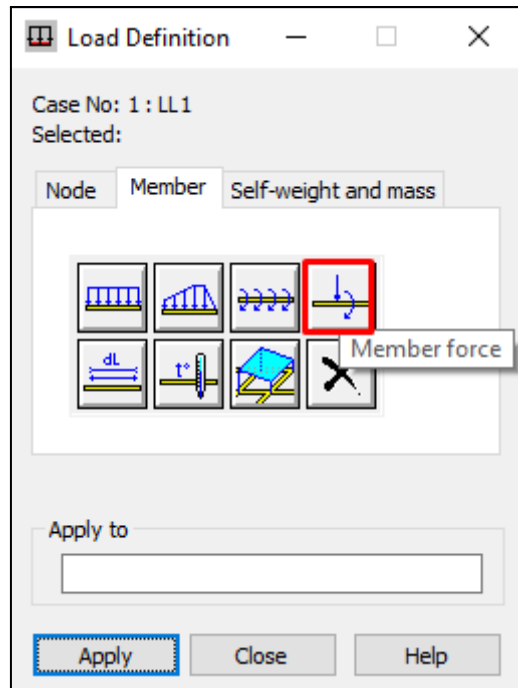 Load Definition
Case No: 1 : LL1
Selected:
Node Member Self-weight and mass
dL t°
Member force
Apply to
Apply Close Help